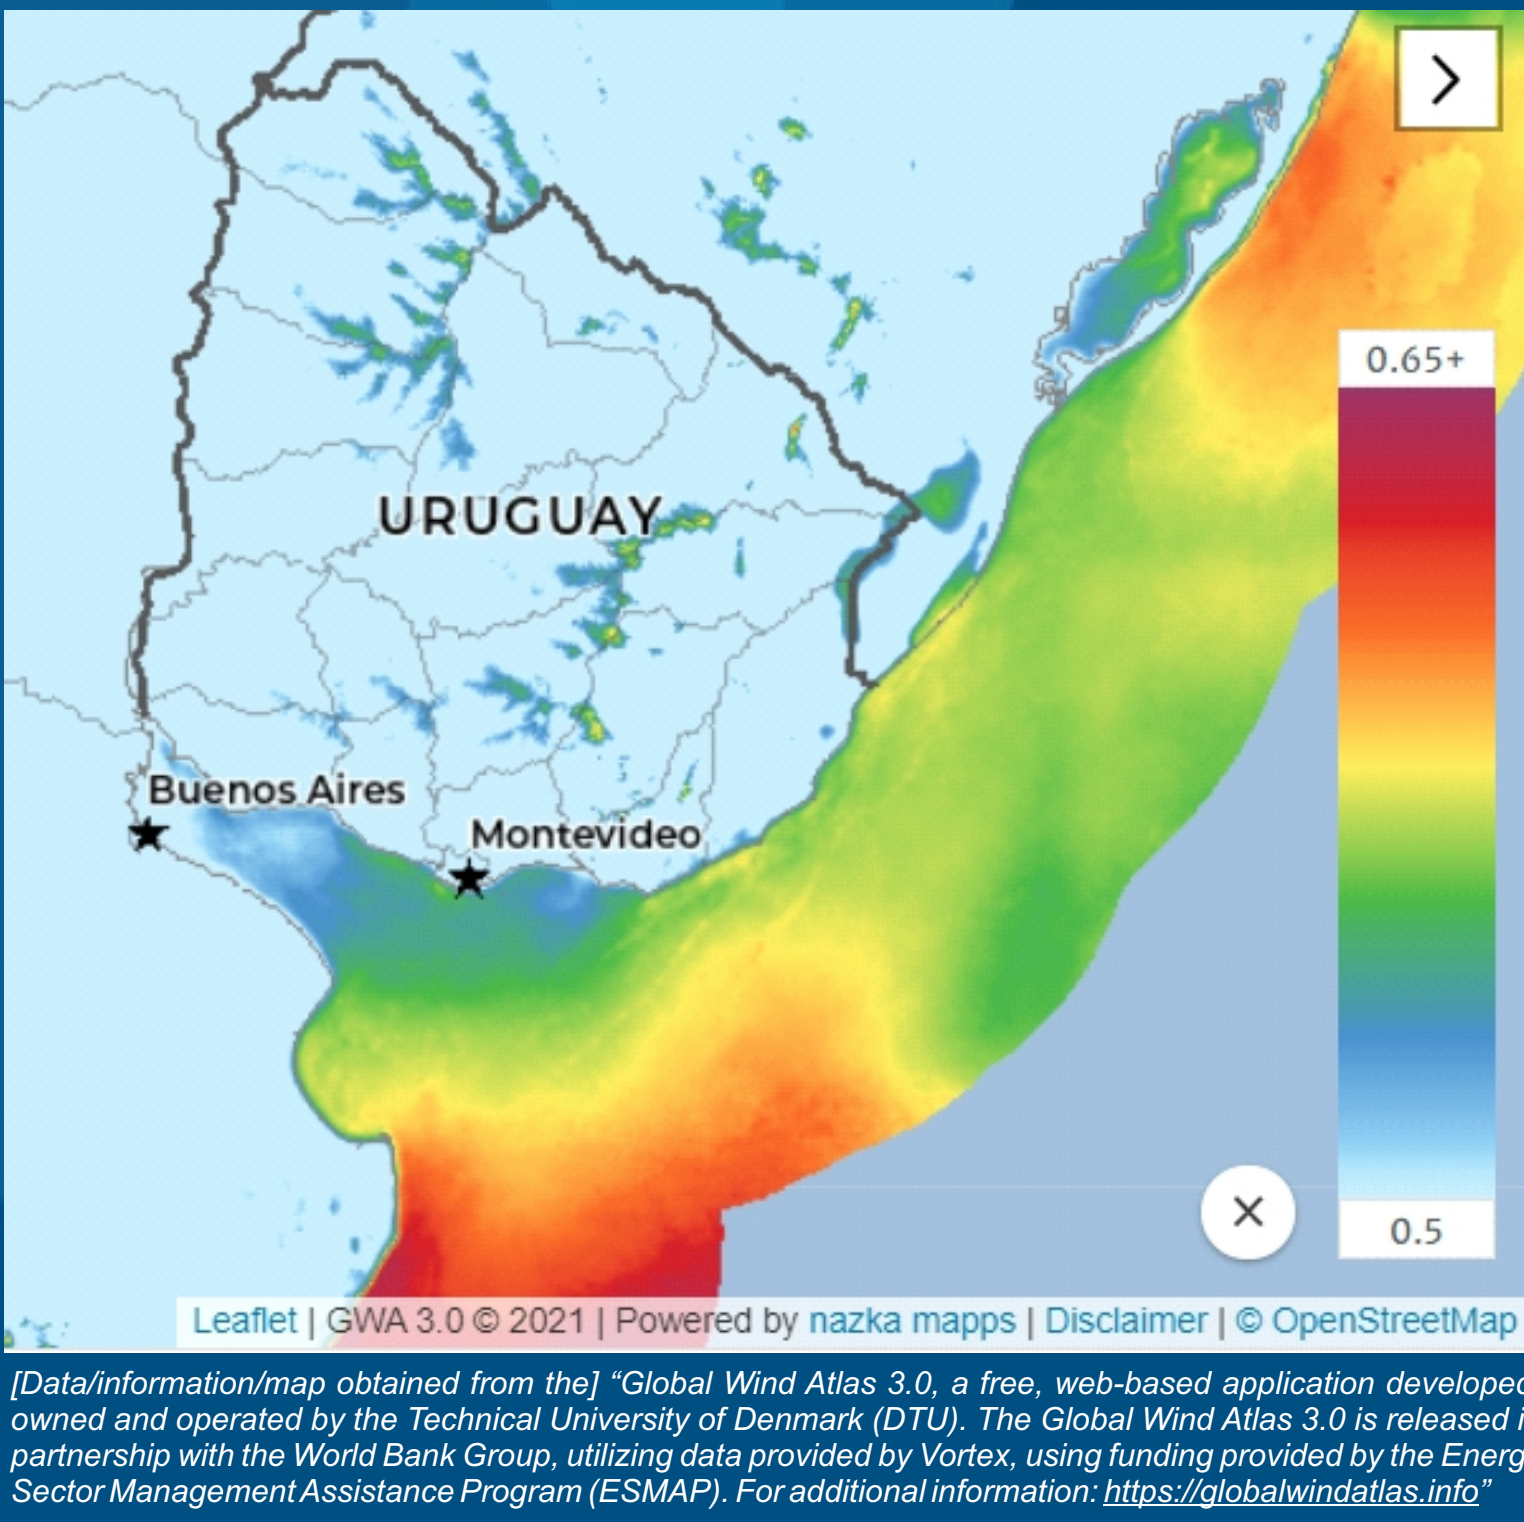 0.65+
URUGUAY
Buenos Aires
Montevideo
0.5
Leaflet | GWA 3.0 © 2021 | Powered by nazka mapps | Disclaimer | © OpenStreetMap
[Data/information/map obtained from the] “Global Wind Atlas 3.0, a free, web-based application developed
owned and operated by the Technical University of Denmark (DTU). The Global Wind Atlas 3.0 is released i
partnership with the World Bank Group, utilizing data provided by Vortex, using funding provided by the Energ
Sector Management Assistance Program (ESMAP). For additional information: https://globalwindatlas.info”